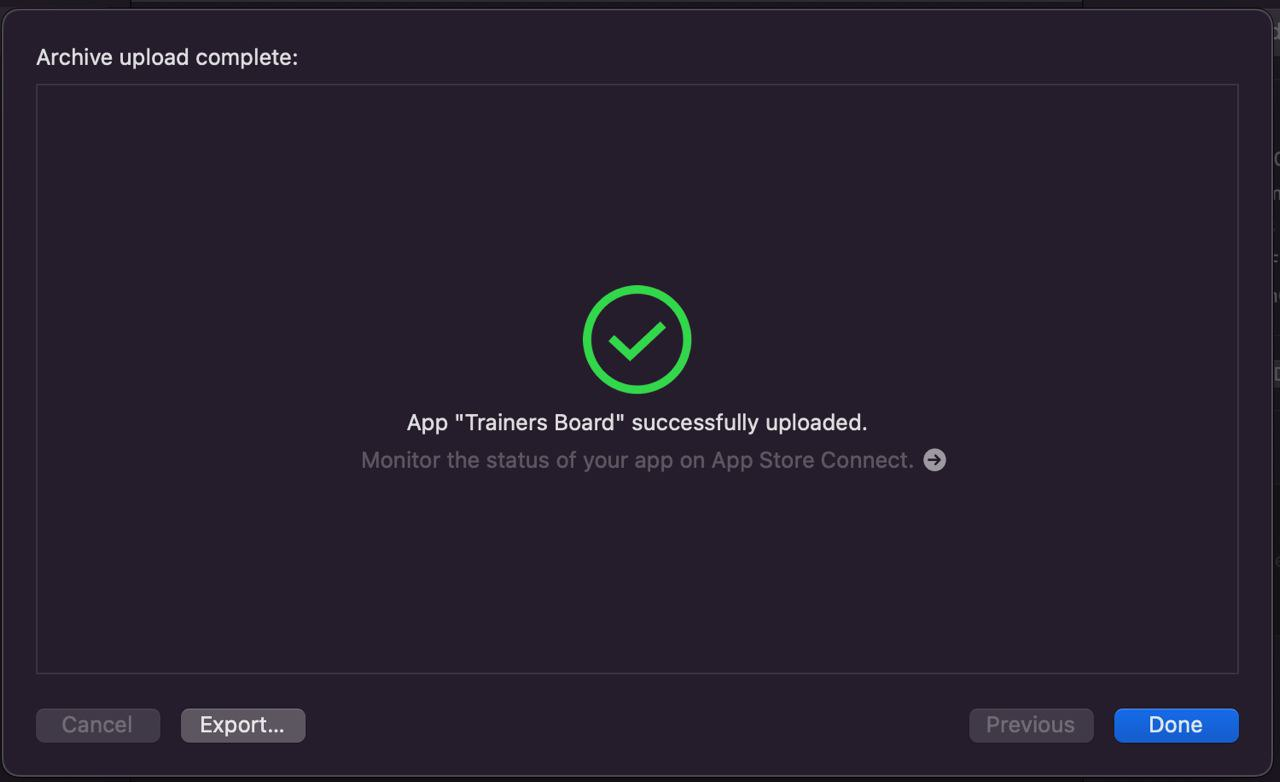 Archive upload complete:
App "Trainers Board" successfully uploaded.
Monitor the status of your app on App Store Connect.
Cancel
Export...
Previous
Done